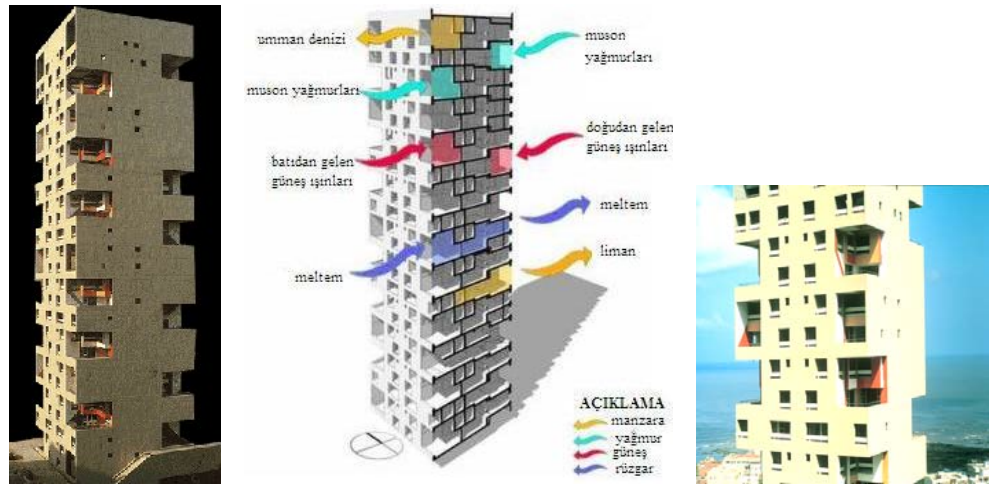 umman denizi
muson
yağmurları
muson yağmurları
doğudan gelen
güneş ışınları
batıdan gelen
güneş ışınları
meltem
liman
meltem
AÇIKLAMA
manzara
yağmur
güneş
rüzgar